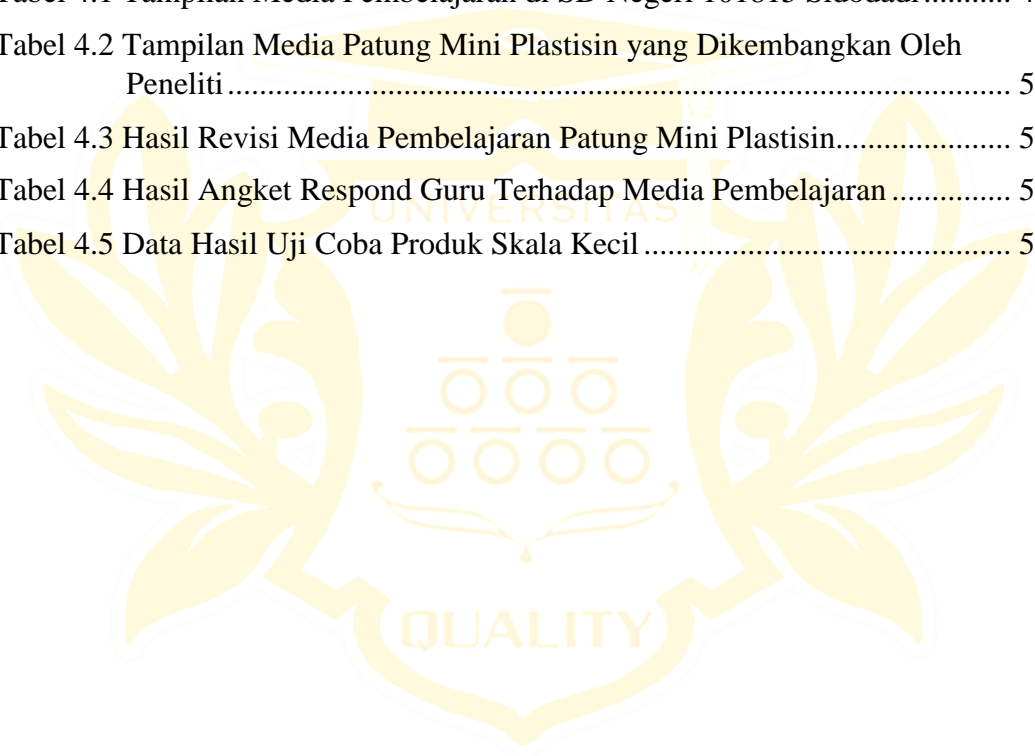 Tabel 4.2 Tampilan Media Patung Mini Plastisin yang Dikembangkan Oleh
Peneliti ........................................................................................................ 5
Tabel 4.3 Hasil Revisi Media Pembelajaran Patung Mini Plastisin...................... 5
Tabel 4.4 Hasil Angket Respond Guru Terhadap Media Pembelajaran ............... 5
UNIVERSITAS
Tabel 4.5 Data Hasil Uji Coba Produk Skala Kecil .............................................. 5
QUALITY